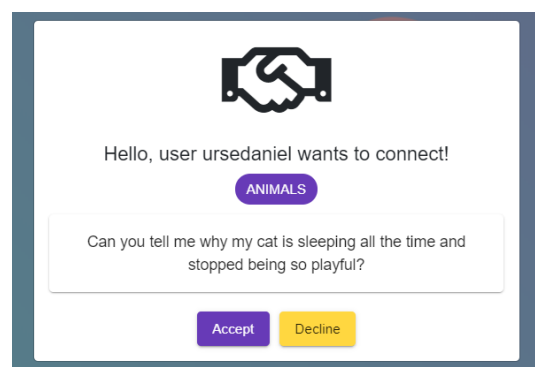 Hello, user ursedaniel wants to connect!
ANIMALS
Can you tell me why my cat is sleeping all the time and
stopped being so playful?
Accept
Decline